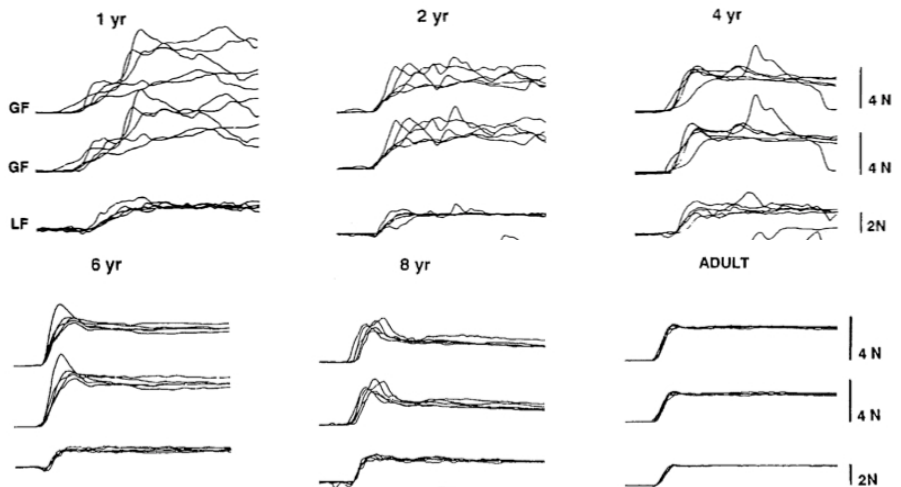 1 yr 2 yr 4 yr
GF 4 N
GF 4 N
LF 2N
6 yr 8 yr ADULT
4 N
4 N
2N